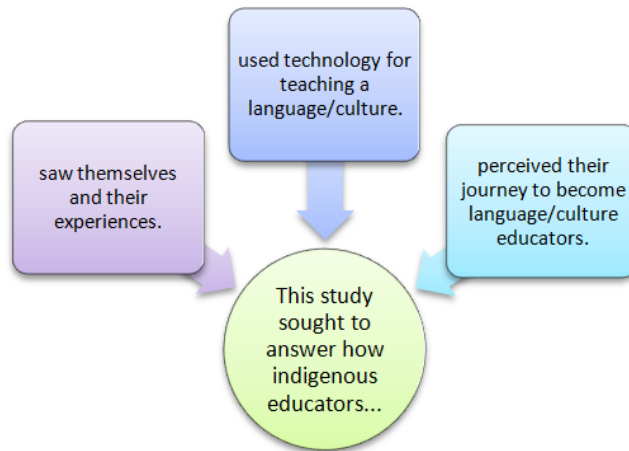 used technology for
teaching a
language/culture.
saw themselves
and their
experiences.
perceived their
journey to become
language/culture
educators.
This study
sought to
answer how
indigenous
educators...